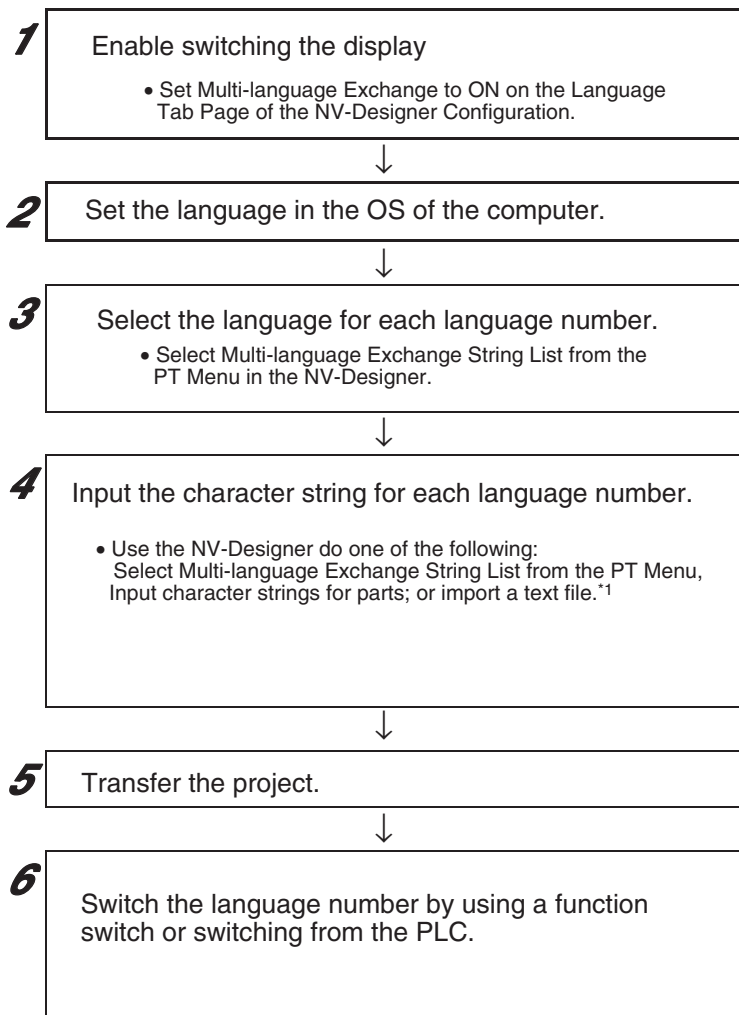 1
Enable switching the display
• Set Multi-language Exchange to ON on the Language
Tab Page of the NV-Designer Configuration.
↓
2
Set the language in the OS of the computer.
↓
3
Select the language for each language number.
• Select Multi-language Exchange String List from the
PT Menu in the NV-Designer.
↓
4
Input the character string for each language number.
• Use the NV-Designer do one of the following:
Select Multi-language Exchange String List from the PT Menu,
Input character strings for parts; or import a text file.*1
↓
5
Transfer the project.
↓
6
Switch the language number by using a function
switch or switching from the PLC.